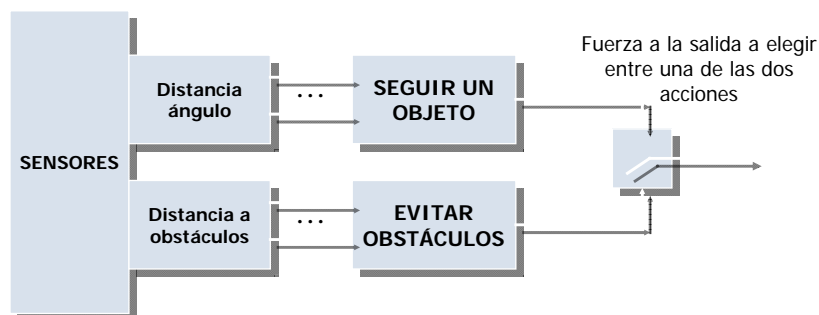 SENSORES
Distancia
ángulo
...
SEGUIR UN
OBJETO
Distancia a
obstáculos
...
EVITAR
OBSTÁCULOS
Fuerza a la salida a elegir
entre una de las dos
acciones